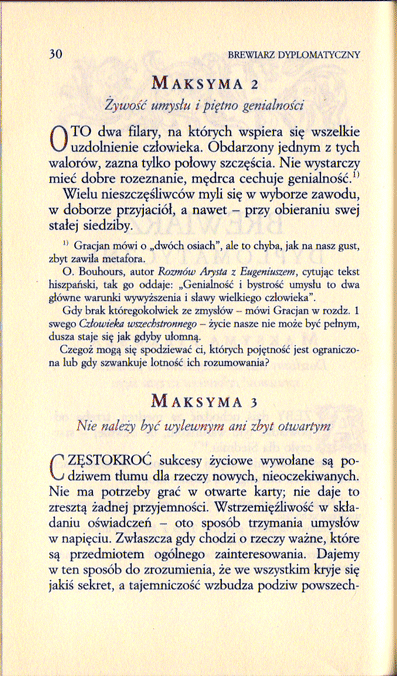 30 BREWIARZ DYPLOMATYCZNY
MAKSYMA 2
Żywość umysłu i piętno genialności
OTO dwa filary, na których wspiera się wszelkie
uzdolnienie człowieka. Obdarzony jednym z tych
walorów, zazna tylko połowy szczęścia. Nie wystarczy
mieć dobre rozeznanie, mędrca cechuje genialność.¹⁾
Wielu nieszczęśliwców myli się w wyborze zawodu,
w doborze przyjaciół, a nawet – przy obieraniu swej
stałej siedziby.
¹⁾ Gracjan mówi o „dwóch osiach”, ale to chyba, jak na nasz gust,
zbyt zawiła metafora.
O. Bouhours, autor Rozmów Arysta z Eugeniuszem, cytując tekst
hiszpański, tak go oddaje: „Genialność i bystrość umysłu to dwa
główne warunki wywyższenia i sławy wielkiego człowieka”.
Gdy brak któregokolwiek ze zmysłów – mówi Gracjan w rozdz. 1
swego Człowieka wszechstronnego – życie nasze nie może być pełnym,
dusza staje się jak gdyby ułomną.
Czegoż mogą się spodziewać ci, których pojętność jest ograniczo-
na lub gdy szwankuje lotność ich rozumowania?
MAKSYMA 3
Nie należy być wylewnym ani zbyt otwartym
CZĘSTOKROĆ sukcesy życiowe wywołane są po-
dziwem tłumu dla rzeczy nowych, nieoczekiwanych.
Nie ma potrzeby grać w otwarte karty; nie daje to
zresztą żadnej przyjemności. Wstrzemięźliwość w skła-
daniu oświadczeń – oto sposób trzymania umysłów
w napięciu. Zwłaszcza gdy chodzi o rzeczy ważne, które
są przedmiotem ogólnego zainteresowania. Dajemy
w ten sposób do zrozumienia, że we wszystkim kryje się
jakiś sekret, a tajemniczość wzbudza podziw powszech-